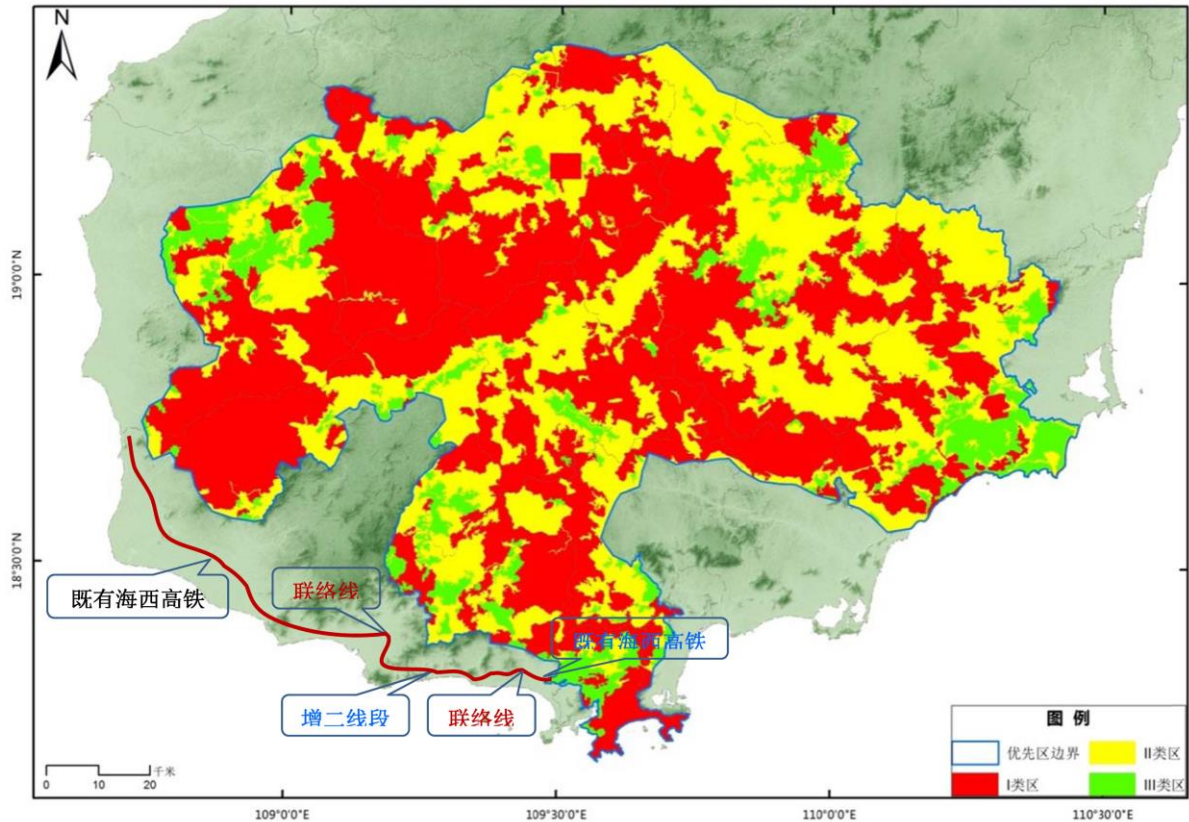 N
19°0'0"N
18°30'0"N
既有海西高铁
联络线
既有海西高铁
增二线段
联络线
图 例
优先区边界
II类区
I类区
III类区
千米
0 10 20
109°0'0"E
109°30'0"E
110°0'0"E
110°30'0"E